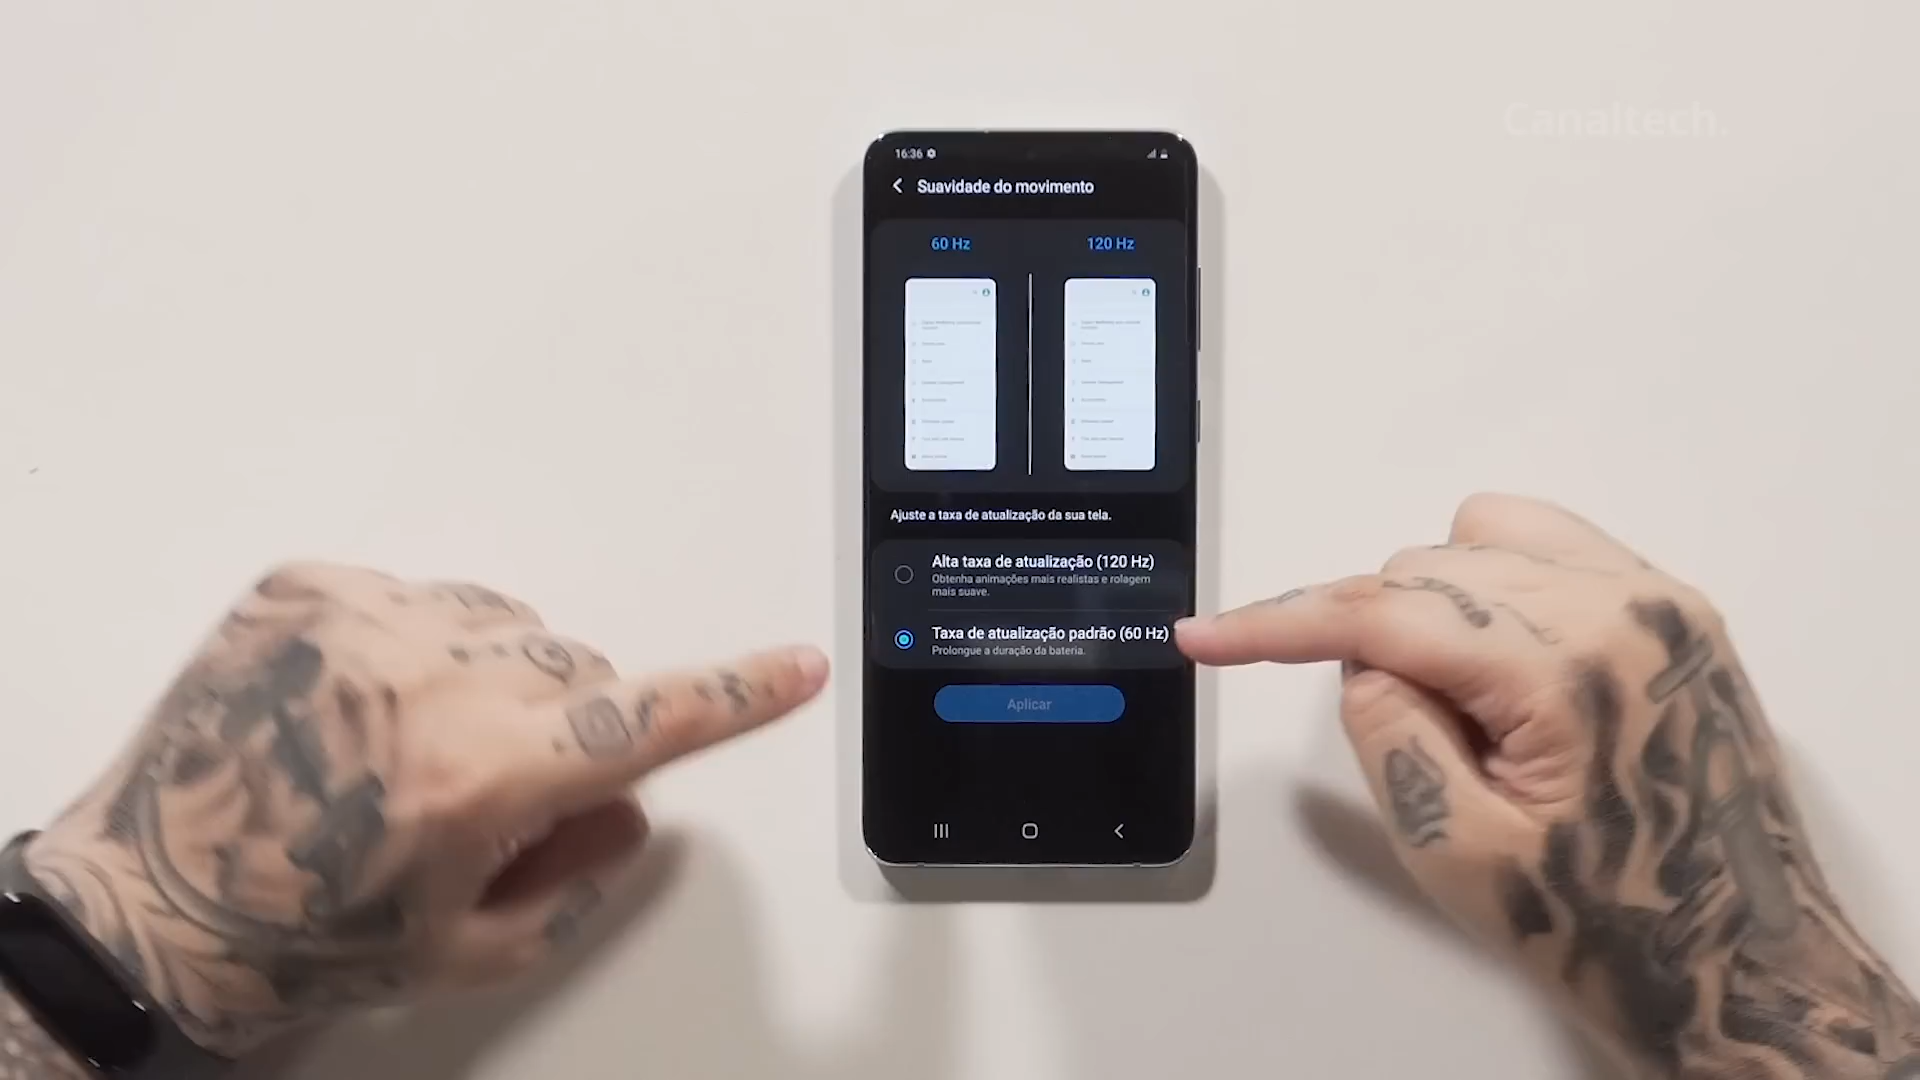 Canaltech.
16:36
Suavidade do movimento
60 Hz
120 Hz
Ajuste a taxa de atualização da sua tela.
Alta taxa de atualização (120 Hz)
Obtenha animações mais realistas e rolagem
mais suave.
Taxa de atualização padrão (60 Hz)
Prolongue a duração da bateria.
Aplicar